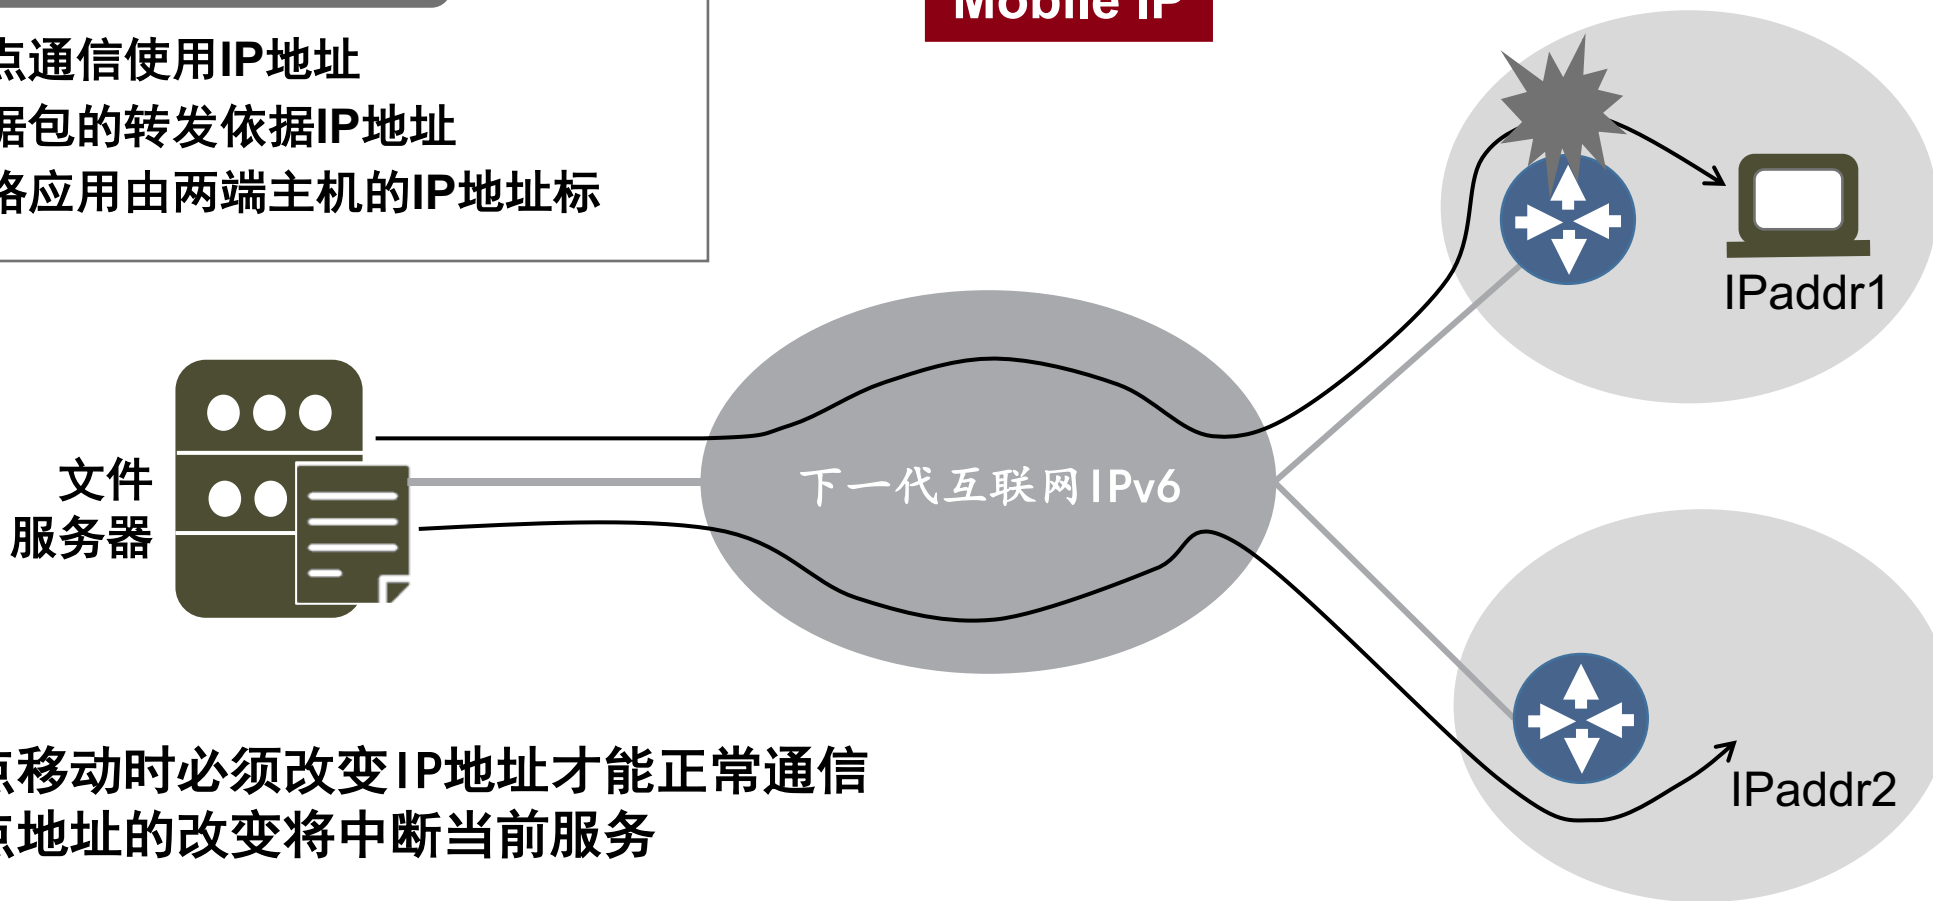 Mobile IP
点通信使用IP地址
据包的转发依据IP地址
络应用由两端主机的IP地址标
IPaddr1
文件
服务器
下一代互联网IPv6
点移动时必须改变IP地址才能正常通信
点地址的改变将中断当前服务
IPaddr2